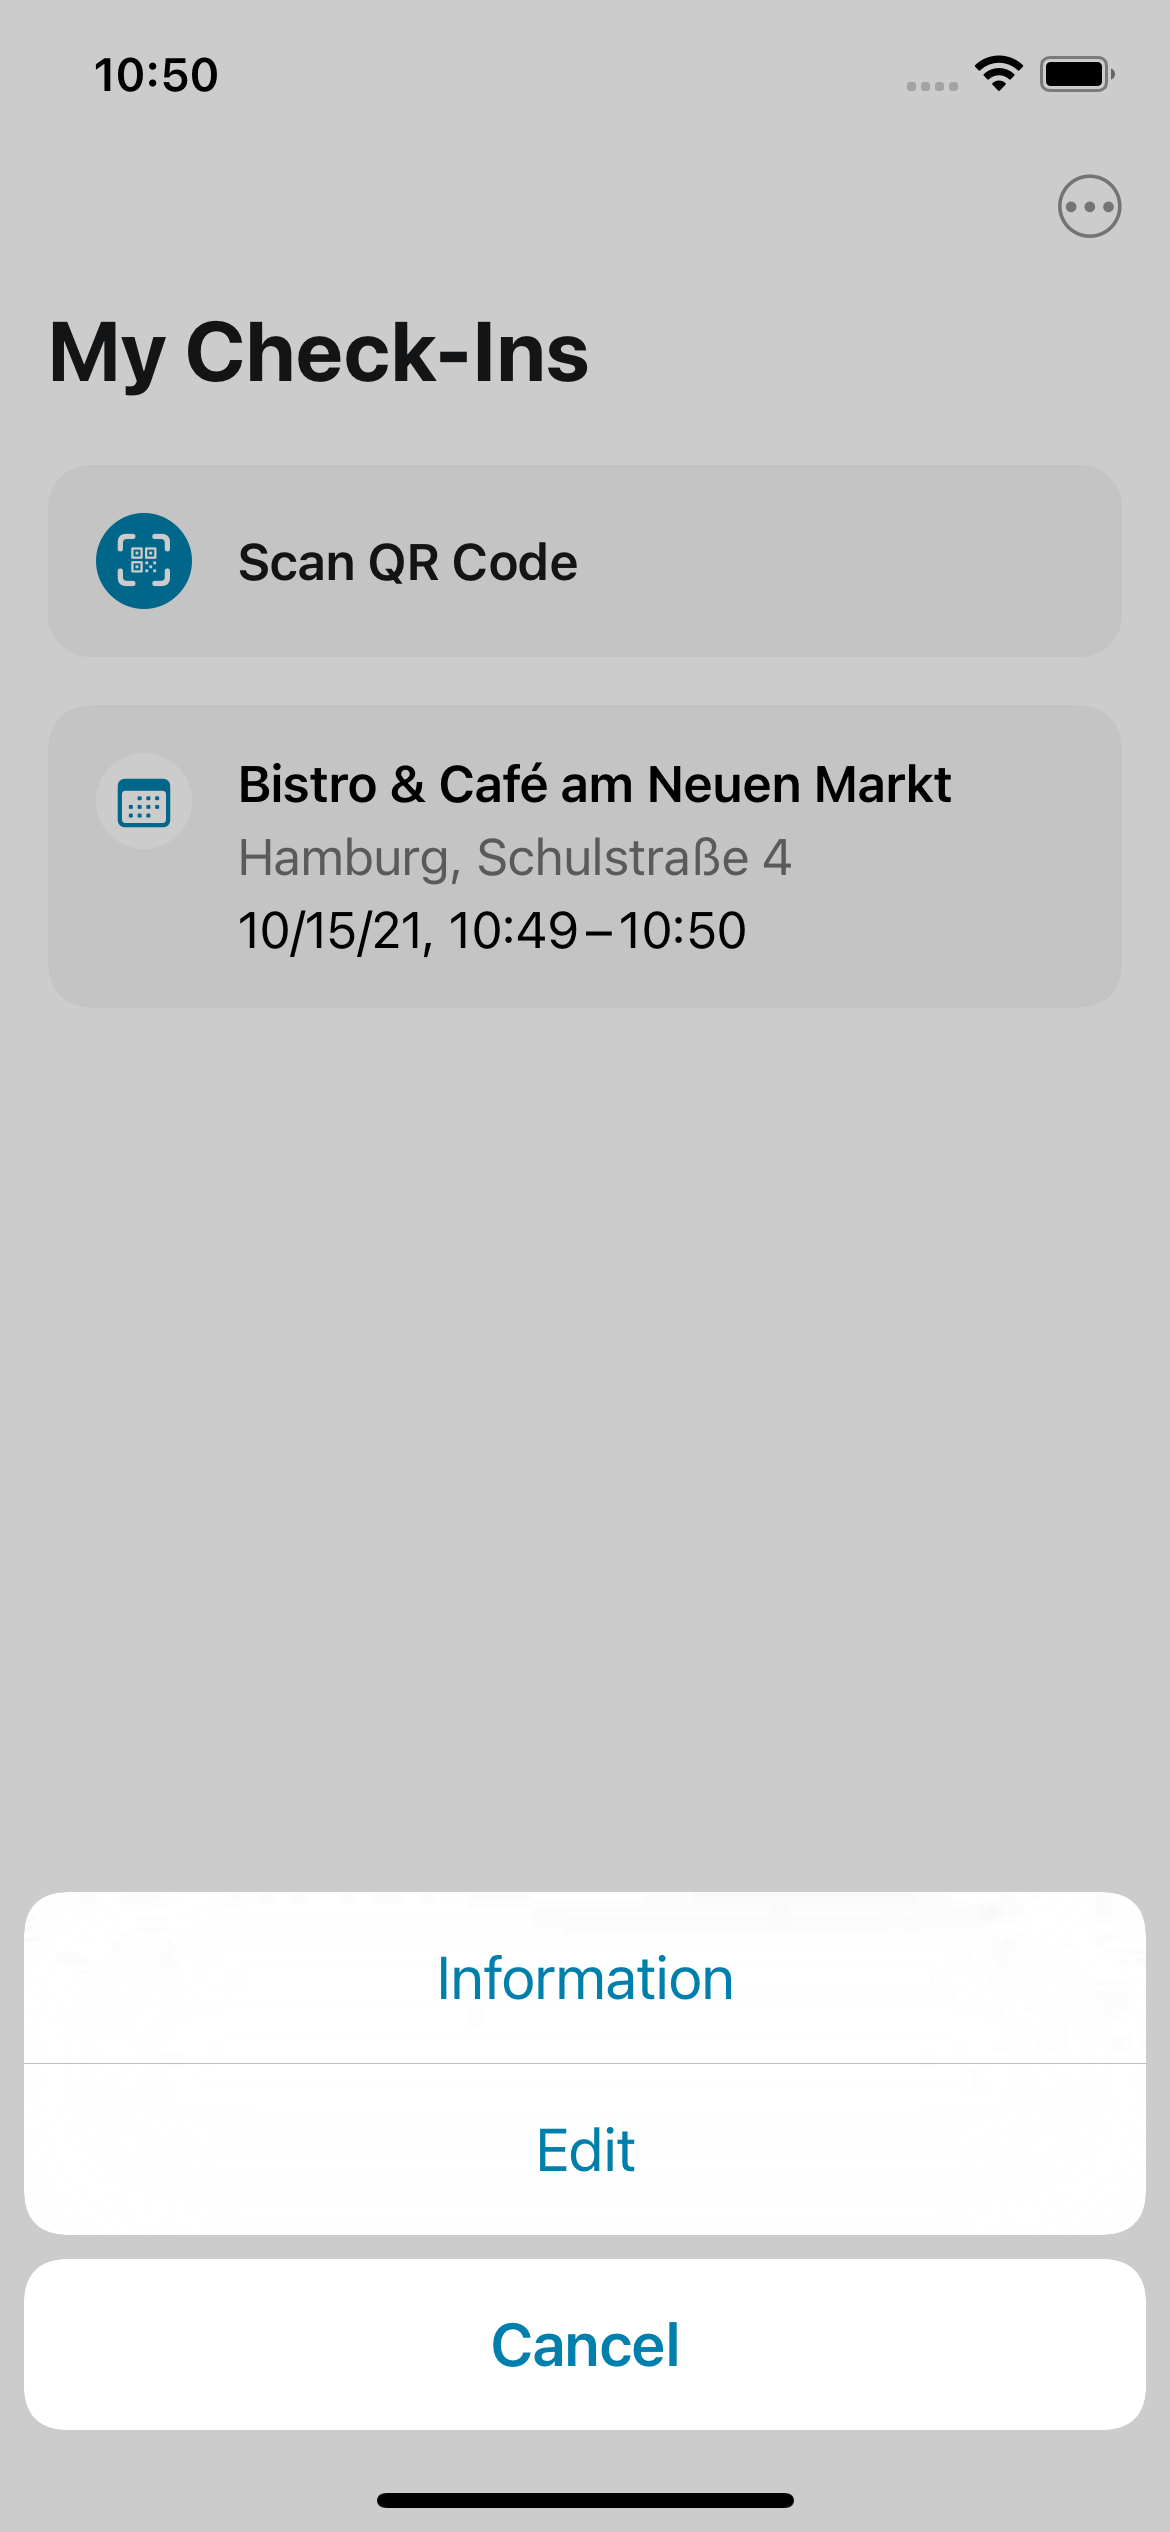 10:50
My Check-Ins
Scan QR Code
Bistro & Café am Neuen Markt
Hamburg, Schulstraße 4
10/15/21, 10:49 – 10:50
Information
Edit
Cancel